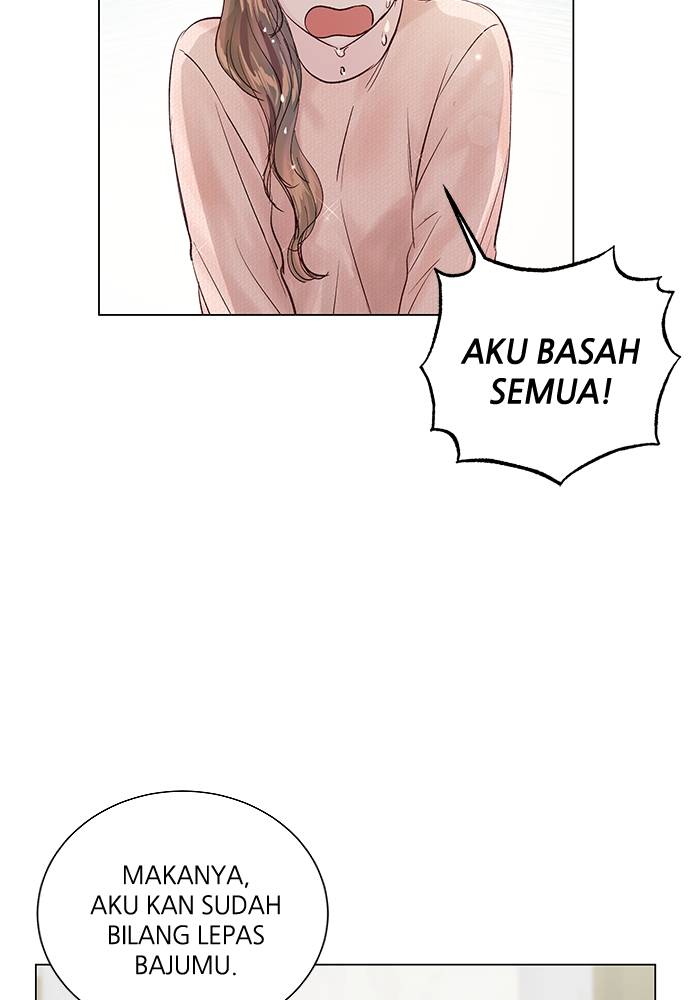 AKU BASAH
SEMUA!
MAKANYA,
AKU KAN SUDAH
BILANG LEPAS
BAJUMU.